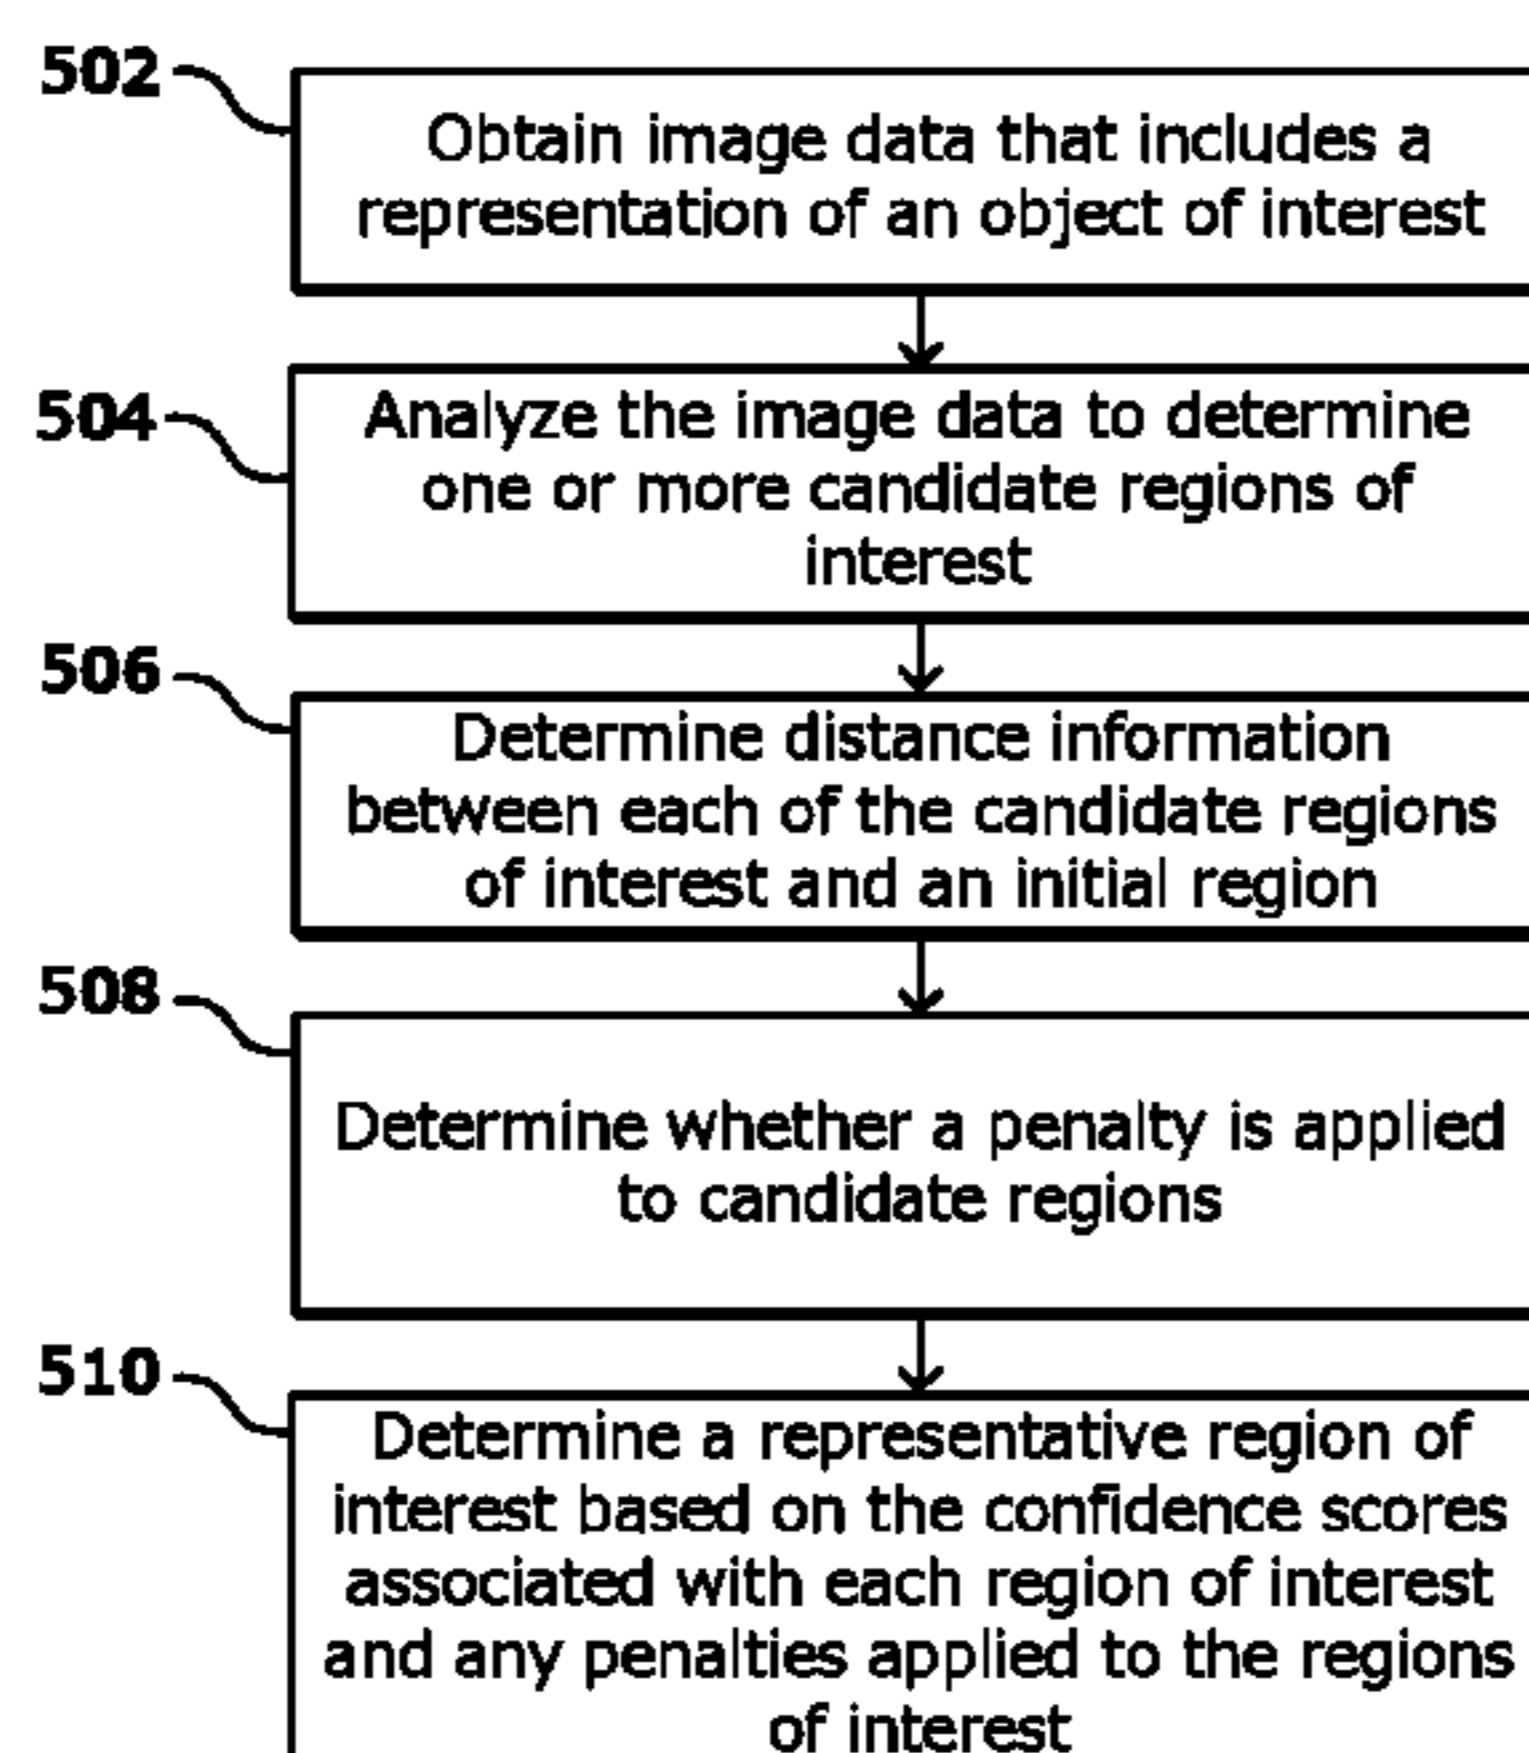 502
Obtain image data that includes a
representation of an object of interest
504
Analyze the image data to determine
one or more candidate regions of
interest
506
Determine distance information
between each of the candidate regions
of interest and an initial region
508
Determine whether a penalty is applied
to candidate regions
510
Determine a representative region of
interest based on the confidence scores
associated with each region of interest
and any penalties applied to the regions
of interest